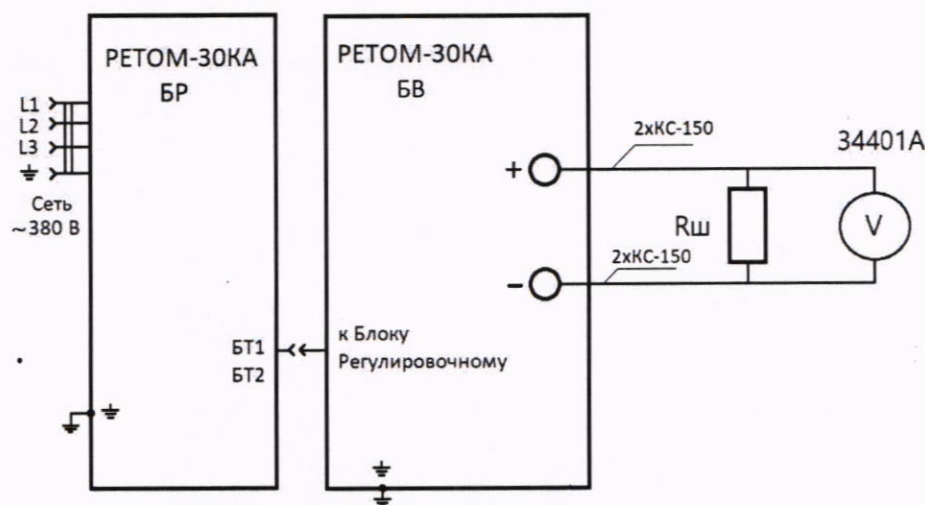 РЕТОМ-30КА
БР
L1
L2
L3
Сеть
~380 В
БТ1
БТ2
РЕТОМ-30КА
БВ
+
−
к Блоку
Регулировочному
2хКС-150
2хКС-150
Rш
34401А
V